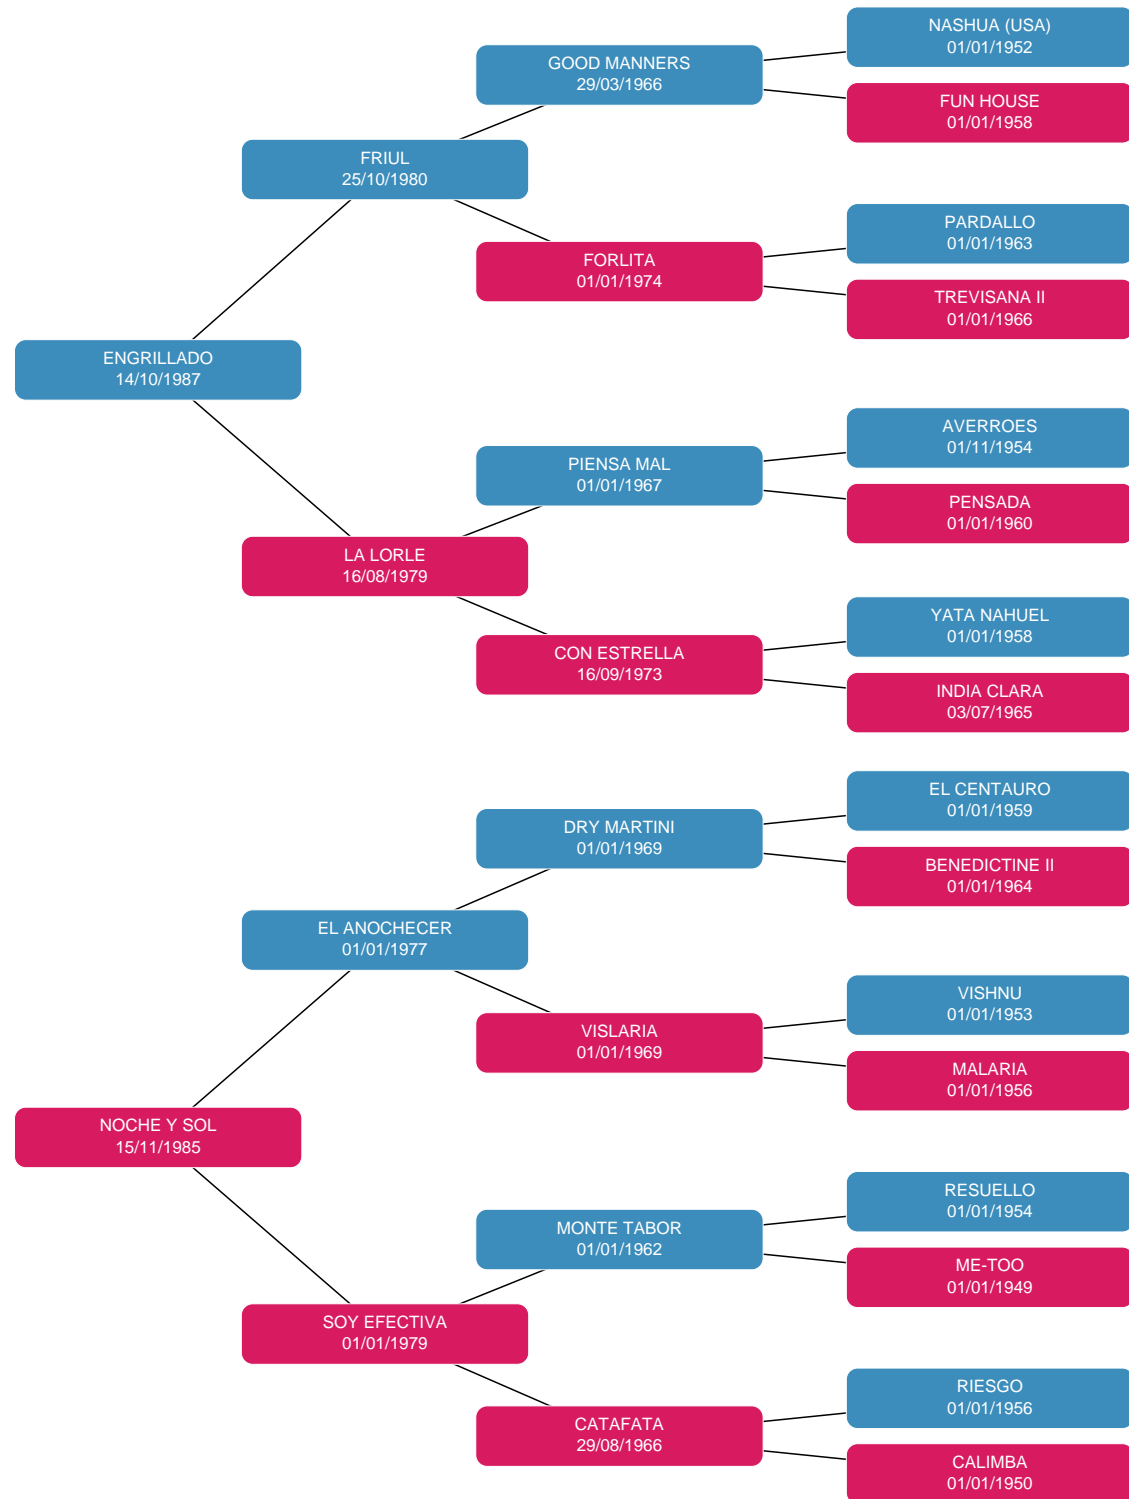 NASHUA (USA)
01/01/1952
GOOD MANNERS
29/03/1966
FUN HOUSE
01/01/1958
FRIUL
25/10/1980
PARDALLO
01/01/1963
FORLITA
01/01/1974
TREVISANA II
01/01/1966
ENGRILLADO
14/10/1987
AVERROES
01/11/1954
PIENSA MAL
01/01/1967
PENSADA
01/01/1960
LA LORLE
16/08/1979
YATA NAHUEL
01/01/1958
CON ESTRELLA
16/09/1973
INDIA CLARA
03/07/1965
EL CENTAURO
01/01/1959
DRY MARTINI
01/01/1969
BENEDICTINE II
01/01/1964
EL ANOCHECER
01/01/1977
VISHNU
01/01/1953
VISLARIA
01/01/1969
MALARIA
01/01/1956
NOCHE Y SOL
15/11/1985
RESUELLO
01/01/1954
MONTE TABOR
01/01/1962
ME-TOO
01/01/1949
SOY EFECTIVA
01/01/1979
RIESGO
01/01/1956
CATAFATA
29/08/1966
CALIMBA
01/01/1950